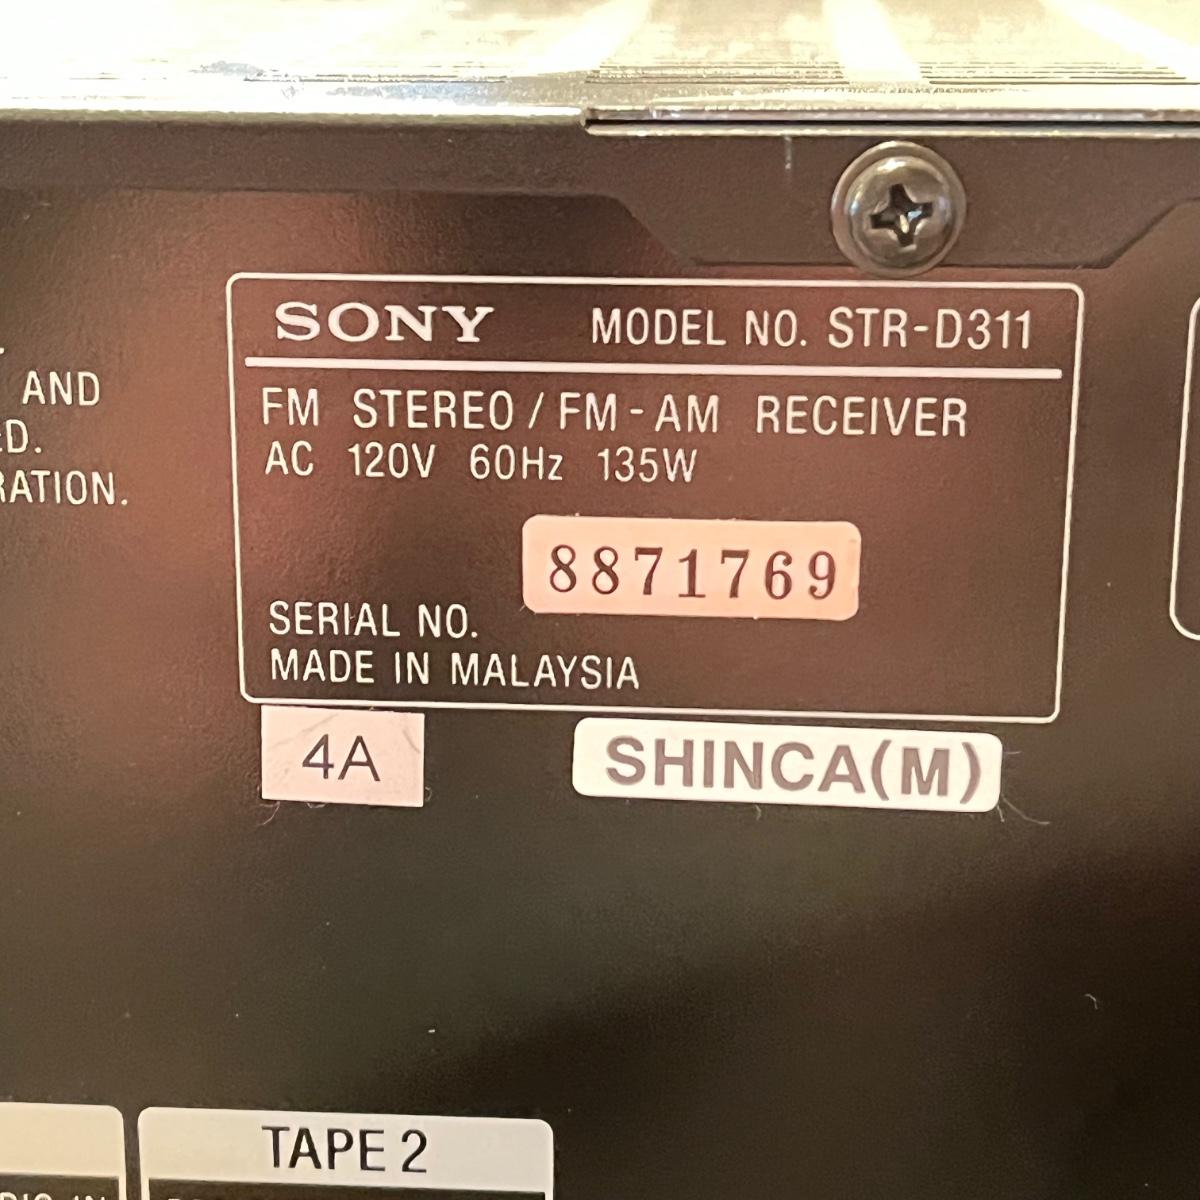 AND
RATION.
SONY MODEL NO. STR-D311
FM STEREO / FM-AM RECEIVER
AC 120V 60Hz 135W
8871769
SERIAL NO.
MADE IN MALAYSIA
4A
SHINCA(M)
TAPE 2
IN